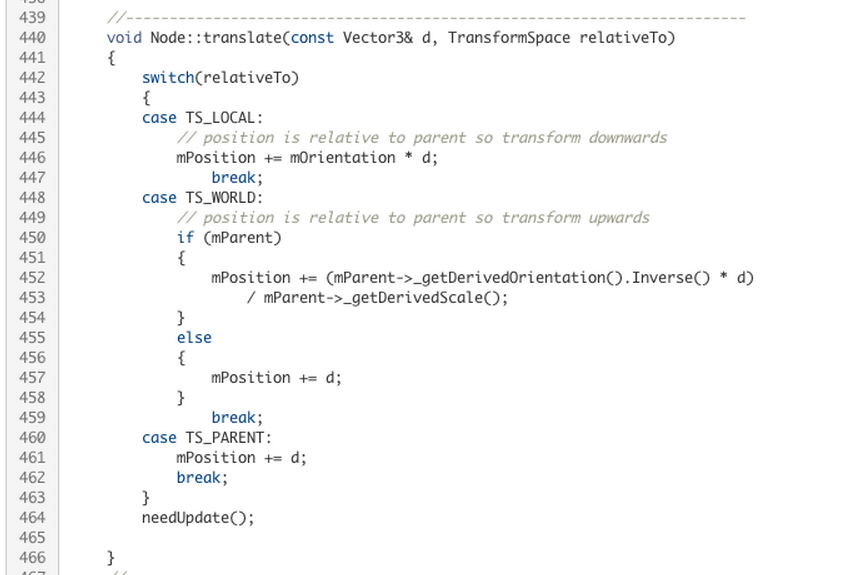 439 //-----------------------------------------------------------------------
440 void Node::translate(const Vector3& d, TransformSpace relativeTo)
441 {
442     switch(relativeTo)
443     {
444     case TS_LOCAL:
445         // position is relative to parent so transform downwards
446         mPosition += mOrientation * d;
447             break;
448     case TS_WORLD:
449         // position is relative to parent so transform upwards
450         if (mParent)
451         {
452             mPosition += (mParent->_getDerivedOrientation().Inverse() * d)
453                 / mParent->_getDerivedScale();
454         }
455         else
456         {
457             mPosition += d;
458         }
459             break;
460     case TS_PARENT:
461         mPosition += d;
462         break;
463     }
464     needUpdate();
465
466 }